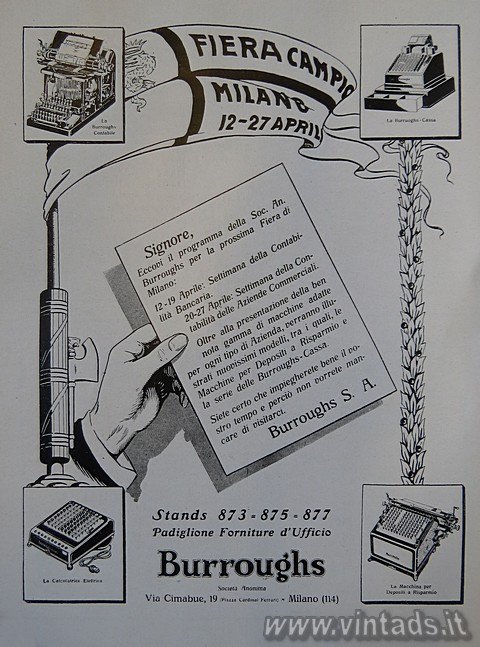 FIERA CAMPIO
MILANO
12-27 APRIL
La
Burroughs
Contabile
La Burroughs-Cassa
Signore,
Eccovi il programma della Soc. An.
Burroughs per la prossima Fiera di
Milano:
12-19 Aprile: Settimana della Contabi-
lità Bancaria.
20-27 Aprile: Settimana della Con-
tabilità delle Aziende Commerciali.
Oltre alla presentazione della ben
nota gamma di macchine adatte
per ogni tipo di Azienda, verranno illu-
strati nuovissimi modelli, tra i quali, le
Macchine per Depositi a Risparmio e
la serie delle Burroughs-Cassa.
Siete certo che impiegherete bene il vo-
stro tempo e perciò non vorrete man-
care di visitarci.
Burroughs S. A.
La Calcolatrice Elettrica
La Macchina per
Depositi a Risparmio
Stands 873 - 875 - 877
Padiglione Forniture d'Ufficio
Burroughs
Società Anonima
Via Cimabue, 19 (Piazza Cardinal Ferrari) - Milano (114)
www.vintads.it